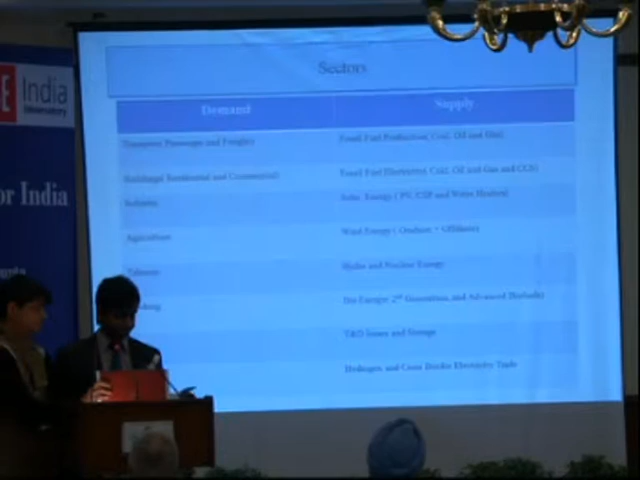 Sectors
E India
Demand Supply
Transport Passenger and Freight) Fossil Fuel Production, Coal, Oil and Gas)
Buildings( Residential and Commercial) Fossil Fuel Electricity( Coal, Oil and Gas and CCS)
Industry Solar Energy ( PV, CSP and Water Heaters)
or India
Agriculture Wind Energy ( Onshore + Offshore)
Telecom Hydro and Nuclear Energy
Bio Energy 2nd Generation, and Advanced Biofuels)
T&D losses and Storage
Hydrogen and Cross Border Electricity Trade